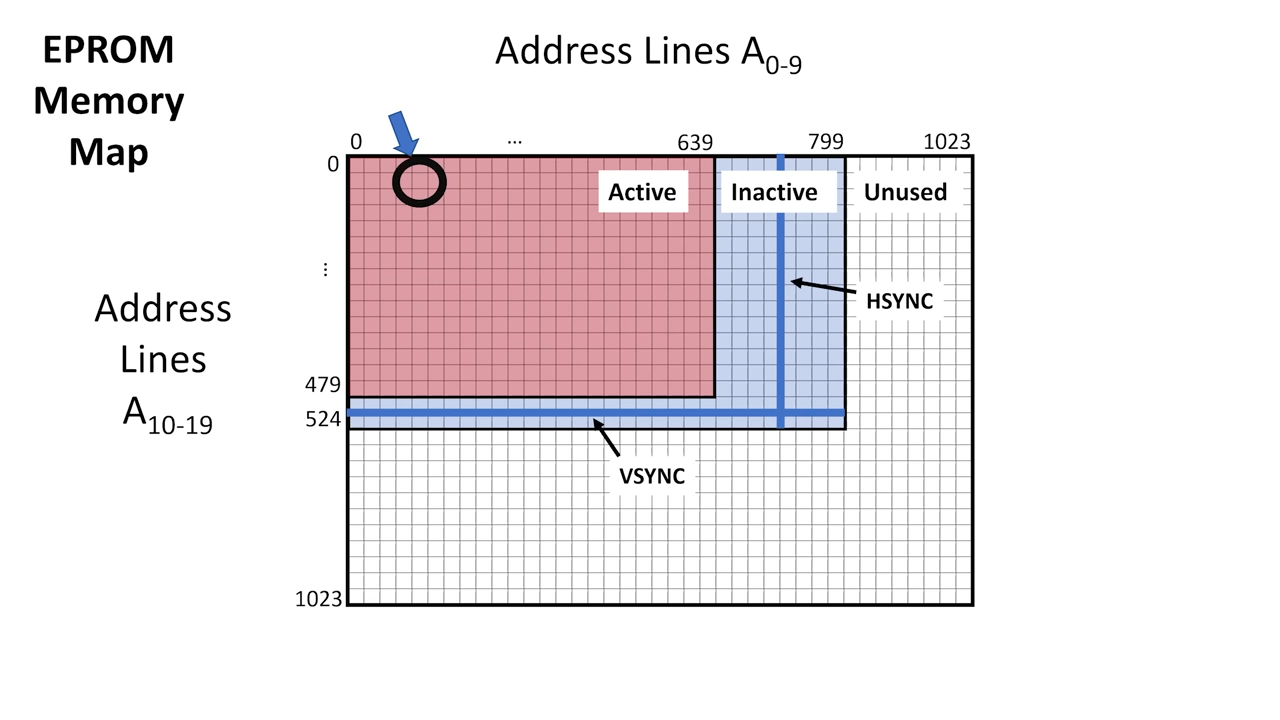 EPROM
Memory
Map
Address Lines A0-9
0 ... 639 799 1023
0
Active Inactive Unused
...
HSYNC
Address
Lines
A10-19
479
524
VSYNC
1023